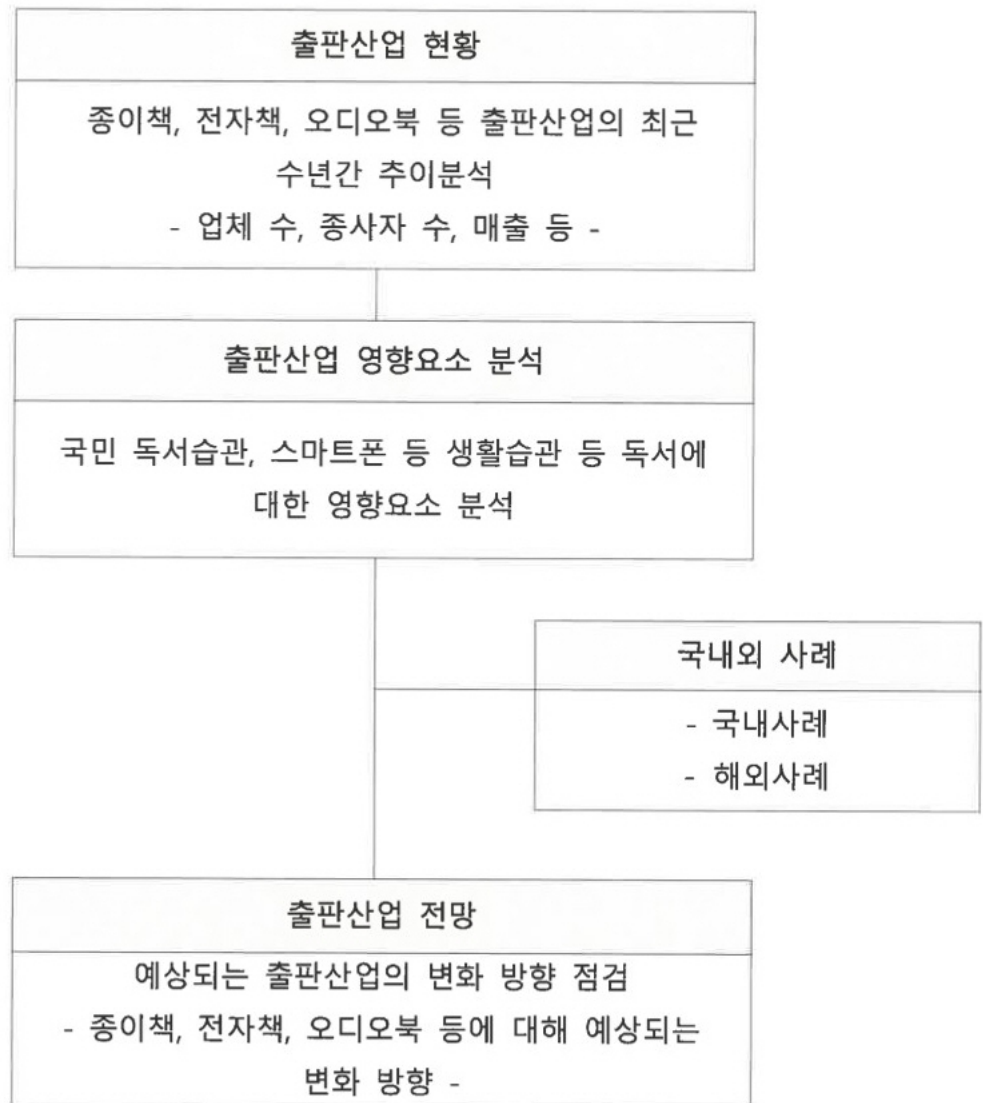 출판산업 현황
종이책, 전자책, 오디오북 등 출판산업의 최근
수년간 추이분석
- 업체 수, 종사자 수, 매출 등 -
출판산업 영향요소 분석
국민 독서습관, 스마트폰 등 생활습관 등 독서에
대한 영향요소 분석
국내외 사례
- 국내사례
- 해외사례
출판산업 전망
예상되는 출판산업의 변화 방향 점검
- 종이책, 전자책, 오디오북 등에 대해 예상되는
변화 방향 -